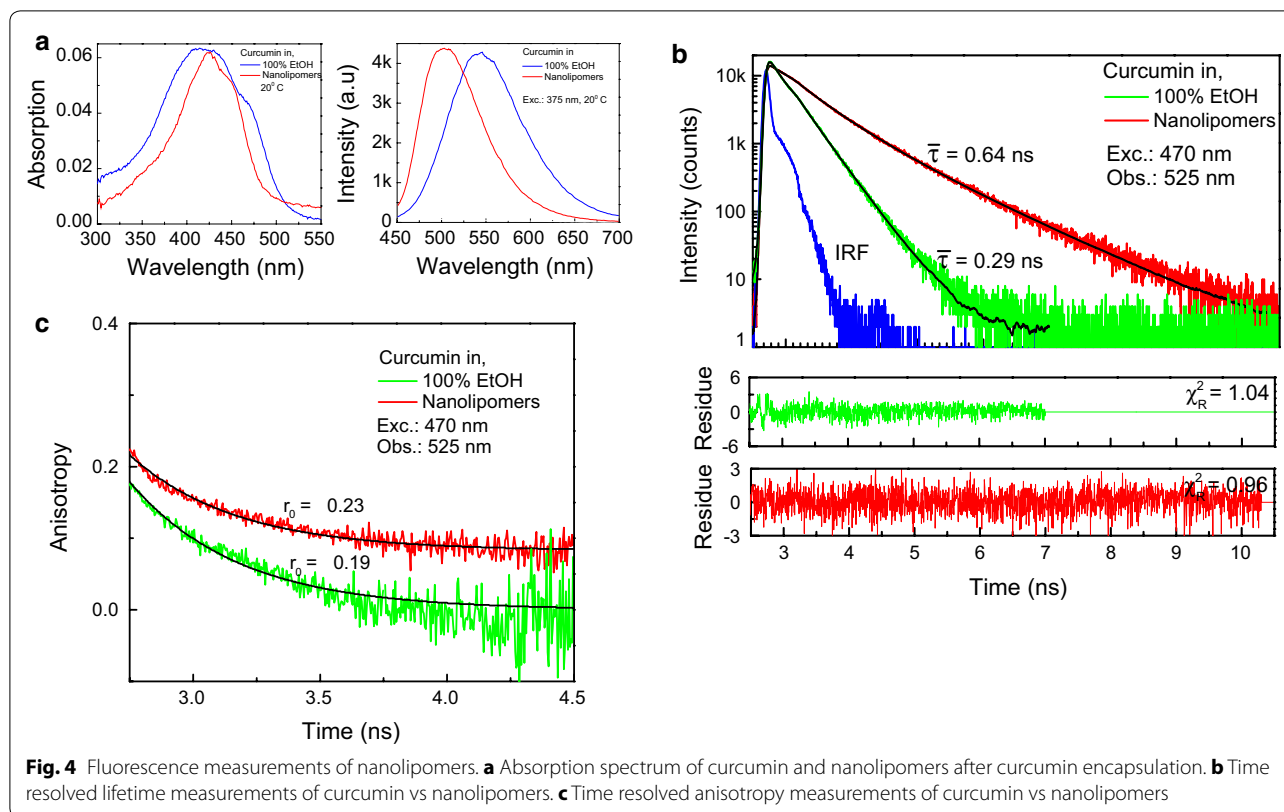 a
0.06
0.04
0.02
0.00
Absorption
Curcumin in,
100% EtOH
Nanolipomers
20⁰ C
300 350 400 450 500 550
Wavelength (nm)
4k
3k
2k
1k
0
Intensity (a.u)
Curcumin in
100% EtOH
Nanolipomers
Exc.: 375 nm, 20⁰ C
450 500 550 600 650 700
Wavelength (nm)
b
10k
1k
100
10
1
Intensity (counts)
Curcumin in,
100% EtOH
Nanolipomers
Exc.: 470 nm
Obs.: 525 nm
τ̅ = 0.64 ns
τ̅ = 0.29 ns
IRF
6
0
-6
Residue
χ²R = 1.04
3
0
-3
Residue
χ²R = 0.96
3 4 5 6 7 8 9 10
Time (ns)
c
0.4
0.2
0.0
Anisotropy
Curcumin in,
100% EtOH
Nanolipomers
Exc.: 470 nm
Obs.: 525 nm
r₀ = 0.23
r₀ = 0.19
3.0 3.5 4.0 4.5
Time (ns)
Fig. 4 Fluorescence measurements of nanolipomers. a Absorption spectrum of curcumin and nanolipomers after curcumin encapsulation. b Time
resolved lifetime measurements of curcumin vs nanolipomers. c Time resolved anisotropy measurements of curcumin vs nanolipomers